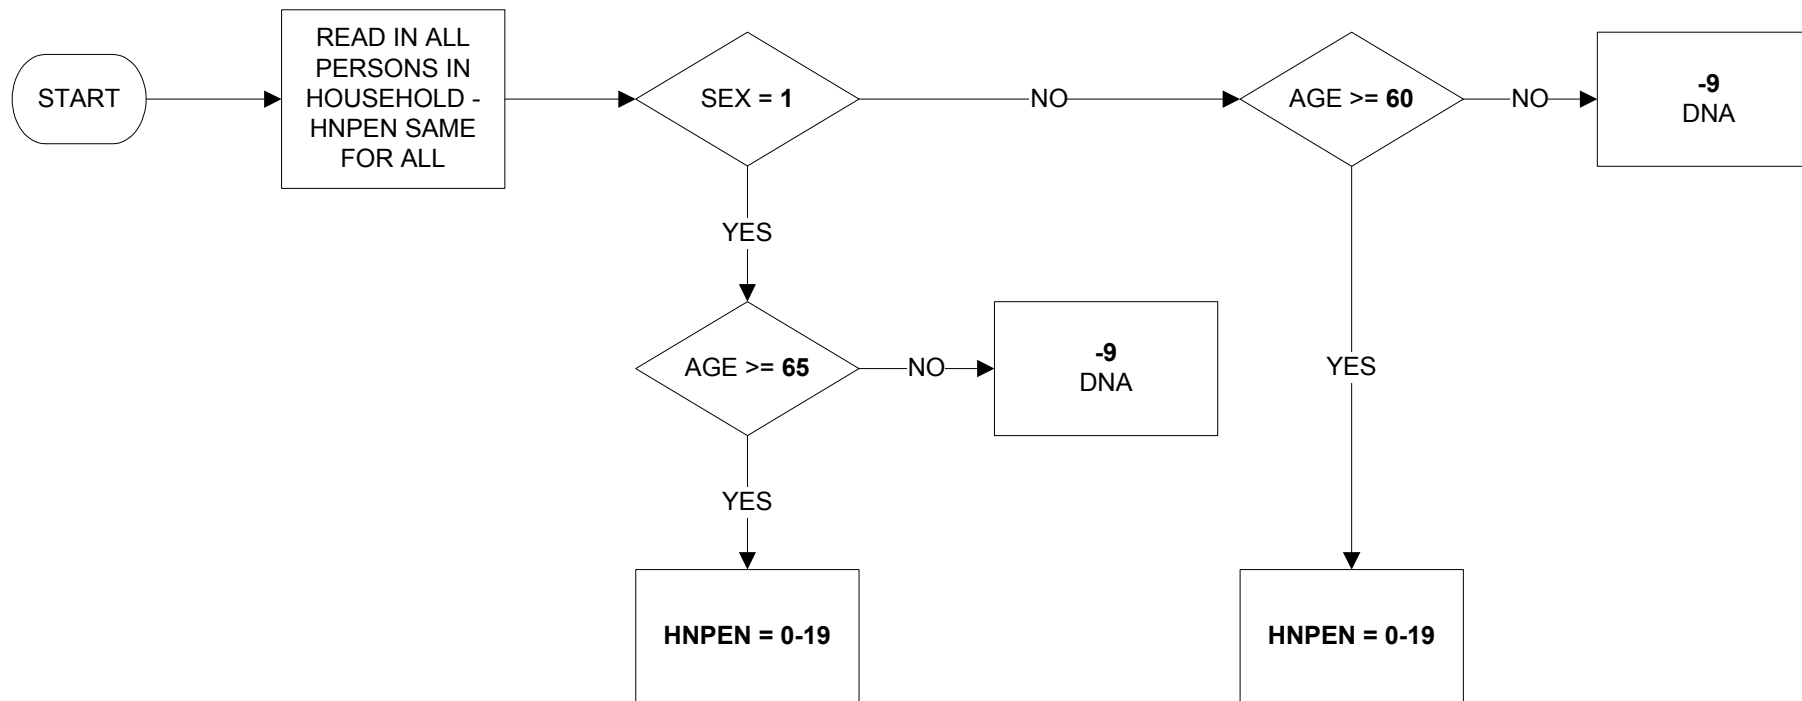 START
READ IN ALL
PERSONS IN
HOUSEHOLD -
HNPEN SAME
FOR ALL
SEX = 1
NO
AGE >= 60
NO
-9
DNA
YES
AGE >= 65
NO
-9
DNA
YES
YES
HNPEN = 0-19
HNPEN = 0-19